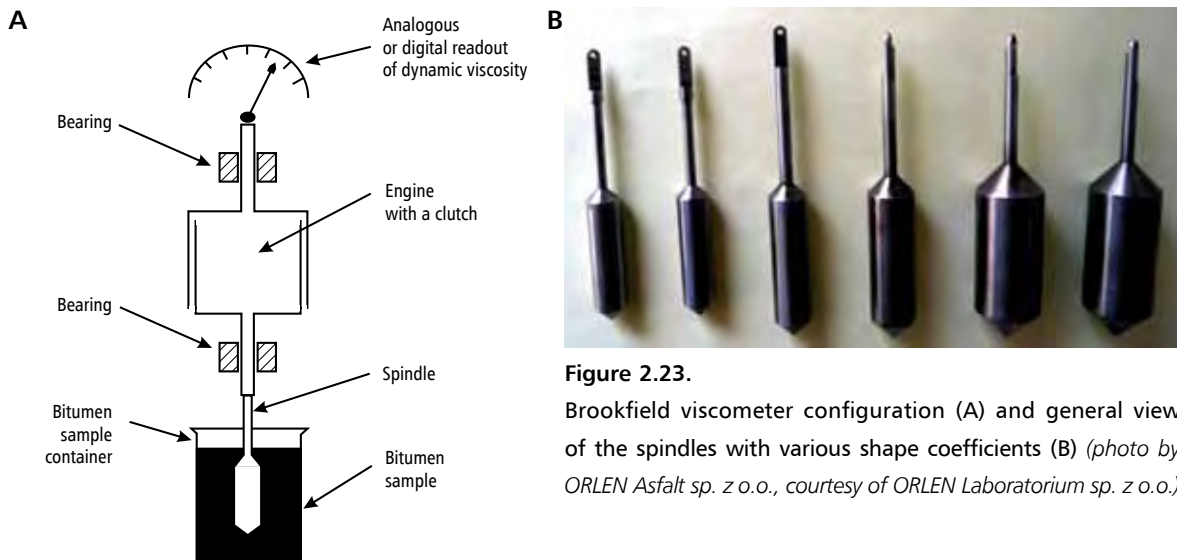 A
Analogous
or digital readout
of dynamic viscosity
Bearing
Engine
with a clutch
Bearing
Spindle
Bitumen
sample
container
Bitumen
sample
B
Figure 2.23.
Brookfield viscometer configuration (A) and general view
of the spindles with various shape coefficients (B) (photo by
ORLEN Asfalt sp. z o.o., courtesy of ORLEN Laboratorium sp. z o.o.)